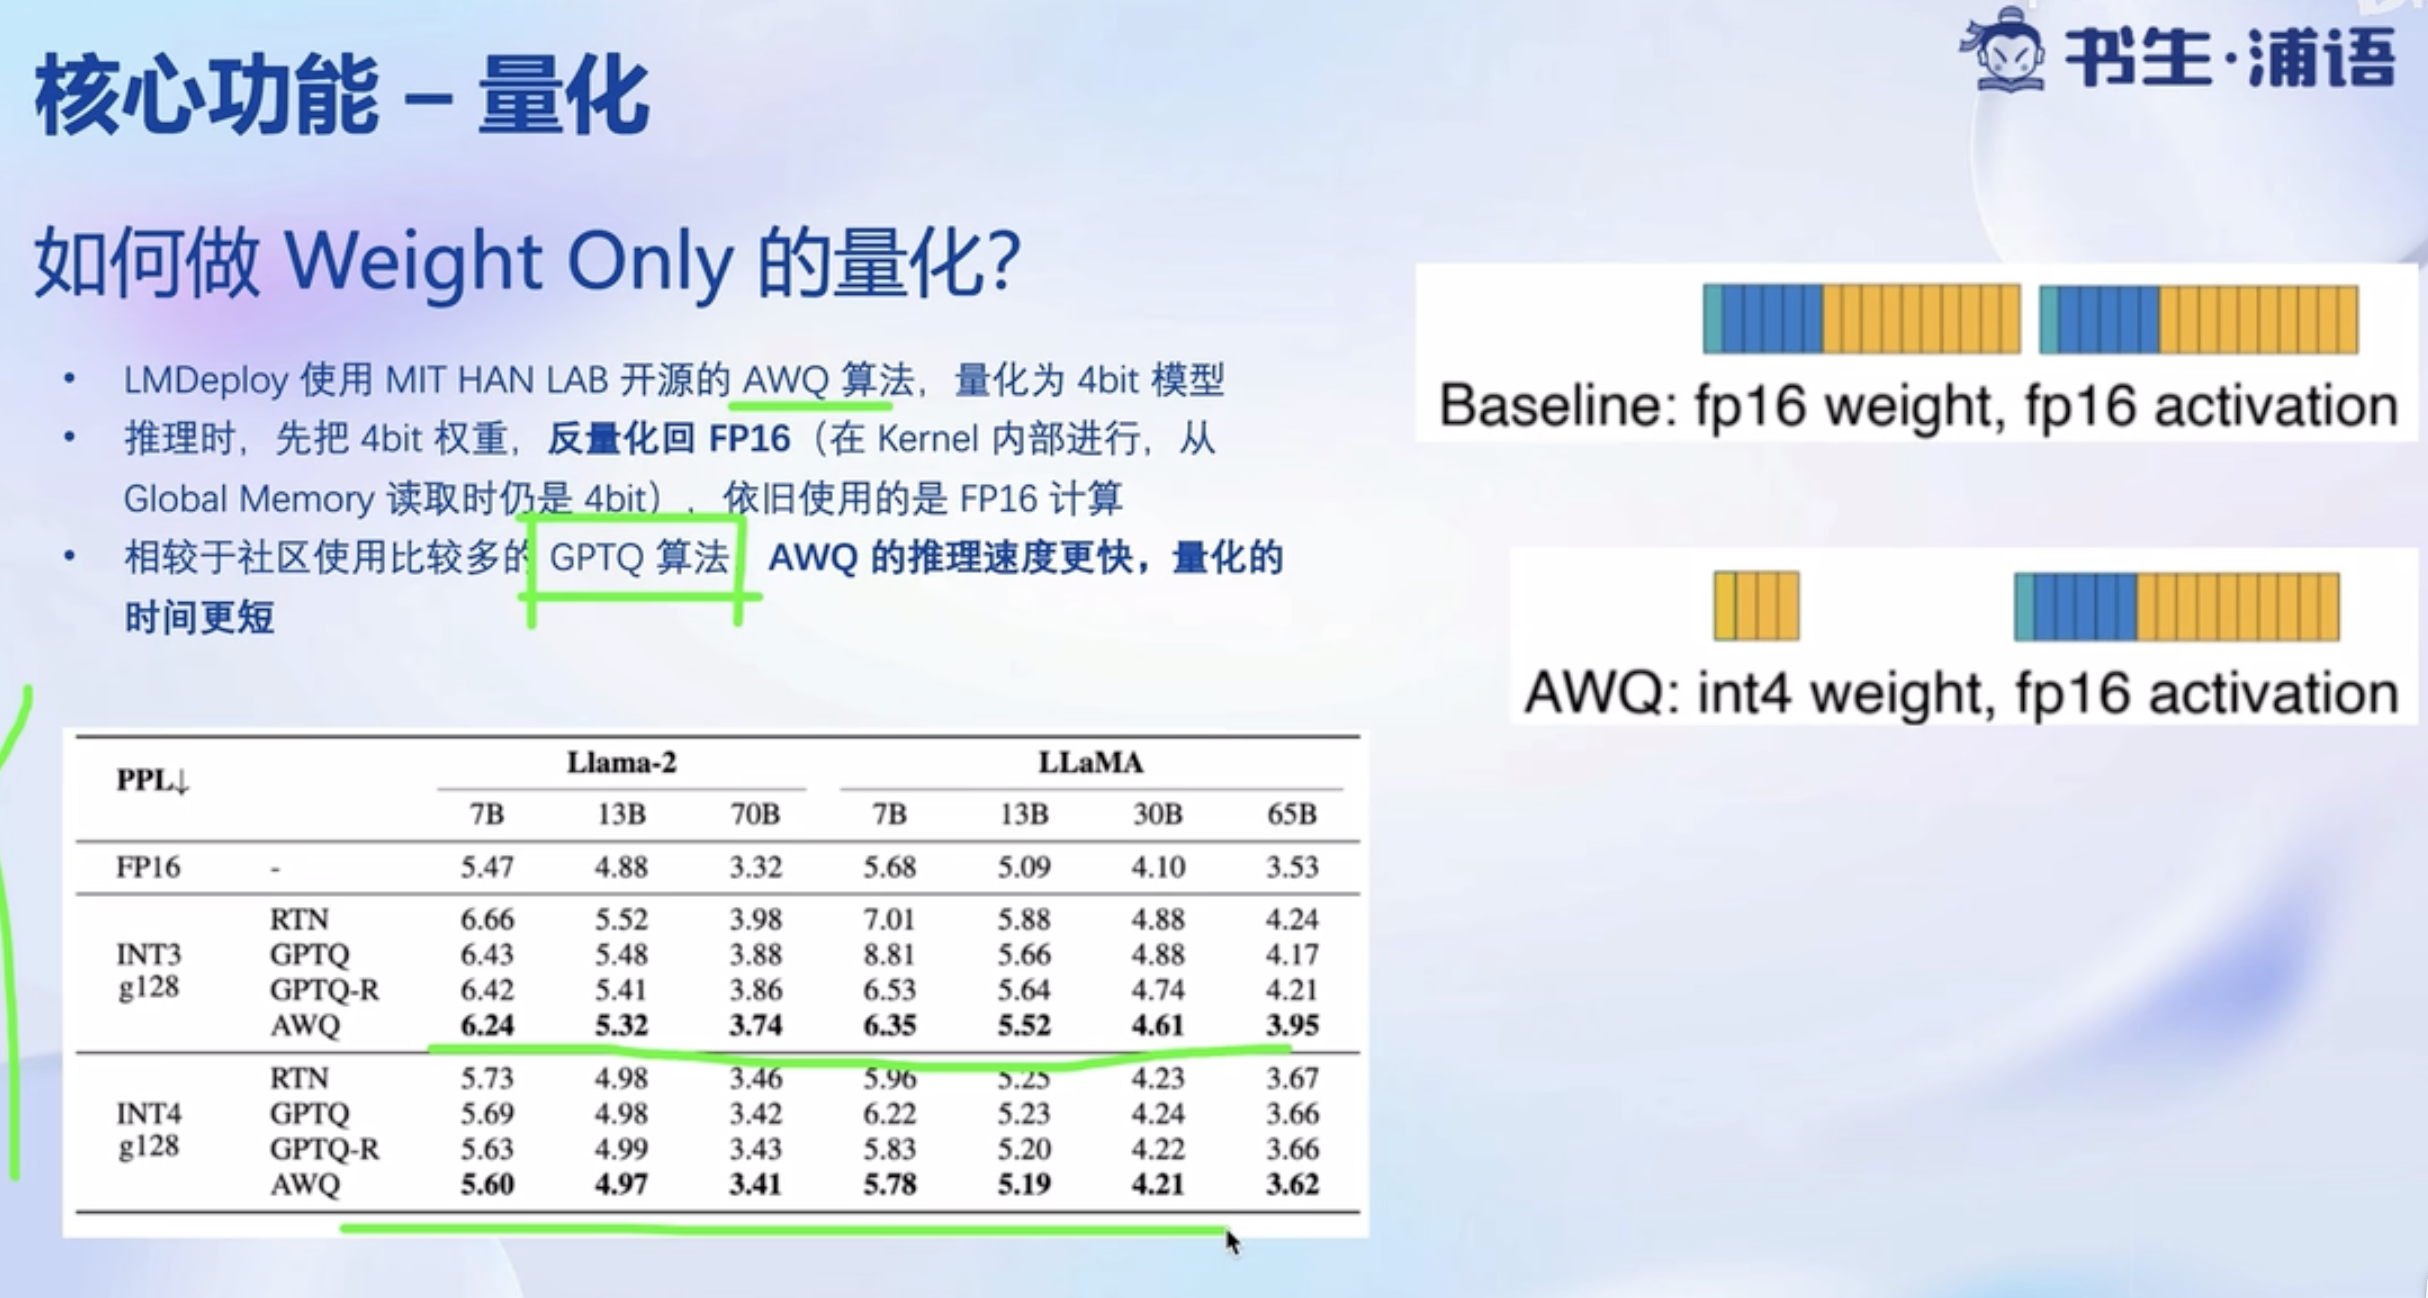 核心功能 – 量化
书生·浦语
如何做 Weight Only 的量化?
• LMDeploy 使用 MIT HAN LAB 开源的 AWQ 算法，量化为 4bit 模型
• 推理时，先把 4bit 权重，反量化回 FP16（在 Kernel 内部进行，从
Global Memory 读取时仍是 4bit），依旧使用的是 FP16 计算
• 相较于社区使用比较多的 GPTQ 算法，AWQ 的推理速度更快，量化的
时间更短
Baseline: fp16 weight, fp16 activation
AWQ: int4 weight, fp16 activation
PPL↓ Llama-2 LLaMA
7B 13B 70B 7B 13B 30B 65B
FP16 - 5.47 4.88 3.32 5.68 5.09 4.10 3.53
INT3 g128
RTN 6.66 5.52 3.98 7.01 5.88 4.88 4.24
GPTQ 6.43 5.48 3.88 8.81 5.66 4.88 4.17
GPTQ-R 6.42 5.41 3.86 6.53 5.64 4.74 4.21
AWQ 6.24 5.32 3.74 6.35 5.52 4.61 3.95
INT4 g128
RTN 5.73 4.98 3.46 5.96 5.25 4.23 3.67
GPTQ 5.69 4.98 3.42 6.22 5.23 4.24 3.66
GPTQ-R 5.63 4.99 3.43 5.83 5.20 4.22 3.66
AWQ 5.60 4.97 3.41 5.78 5.19 4.21 3.62